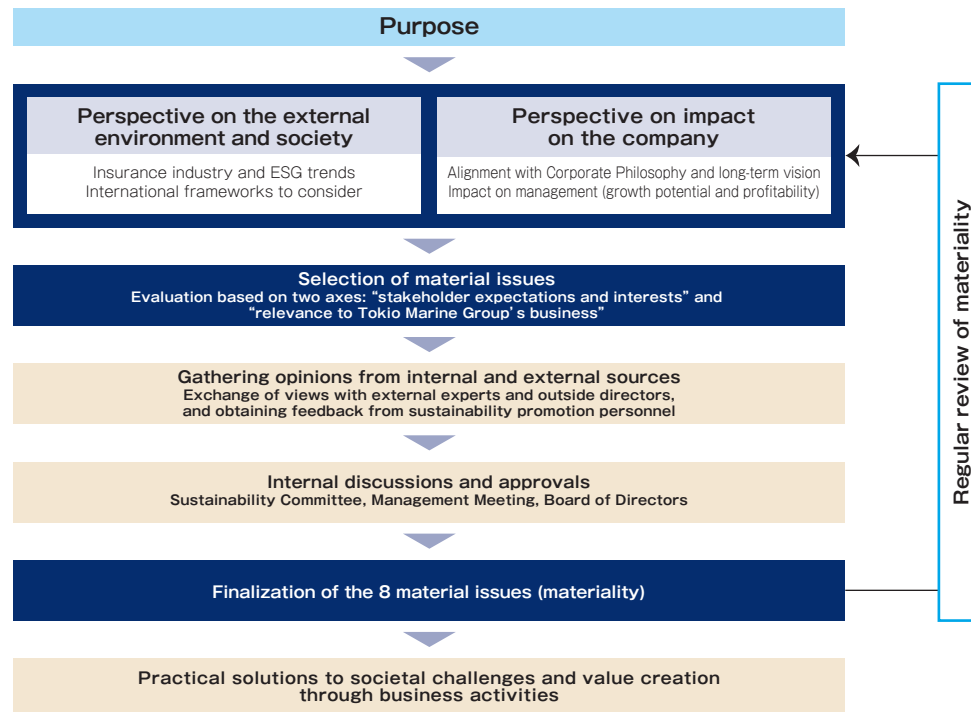 Purpose
Perspective on the external
environment and society
Insurance industry and ESG trends
International frameworks to consider
Perspective on impact
on the company
Alignment with Corporate Philosophy and long-term vision
Impact on management (growth potential and profitability)
Selection of material issues
Evaluation based on two axes: “stakeholder expectations and interests” and
“relevance to Tokio Marine Group’s business”
Gathering opinions from internal and external sources
Exchange of views with external experts and outside directors,
and obtaining feedback from sustainability promotion personnel
Internal discussions and approvals
Sustainability Committee, Management Meeting, Board of Directors
Finalization of the 8 material issues (materiality)
Practical solutions to societal challenges and value creation
through business activities
Regular review of materiality